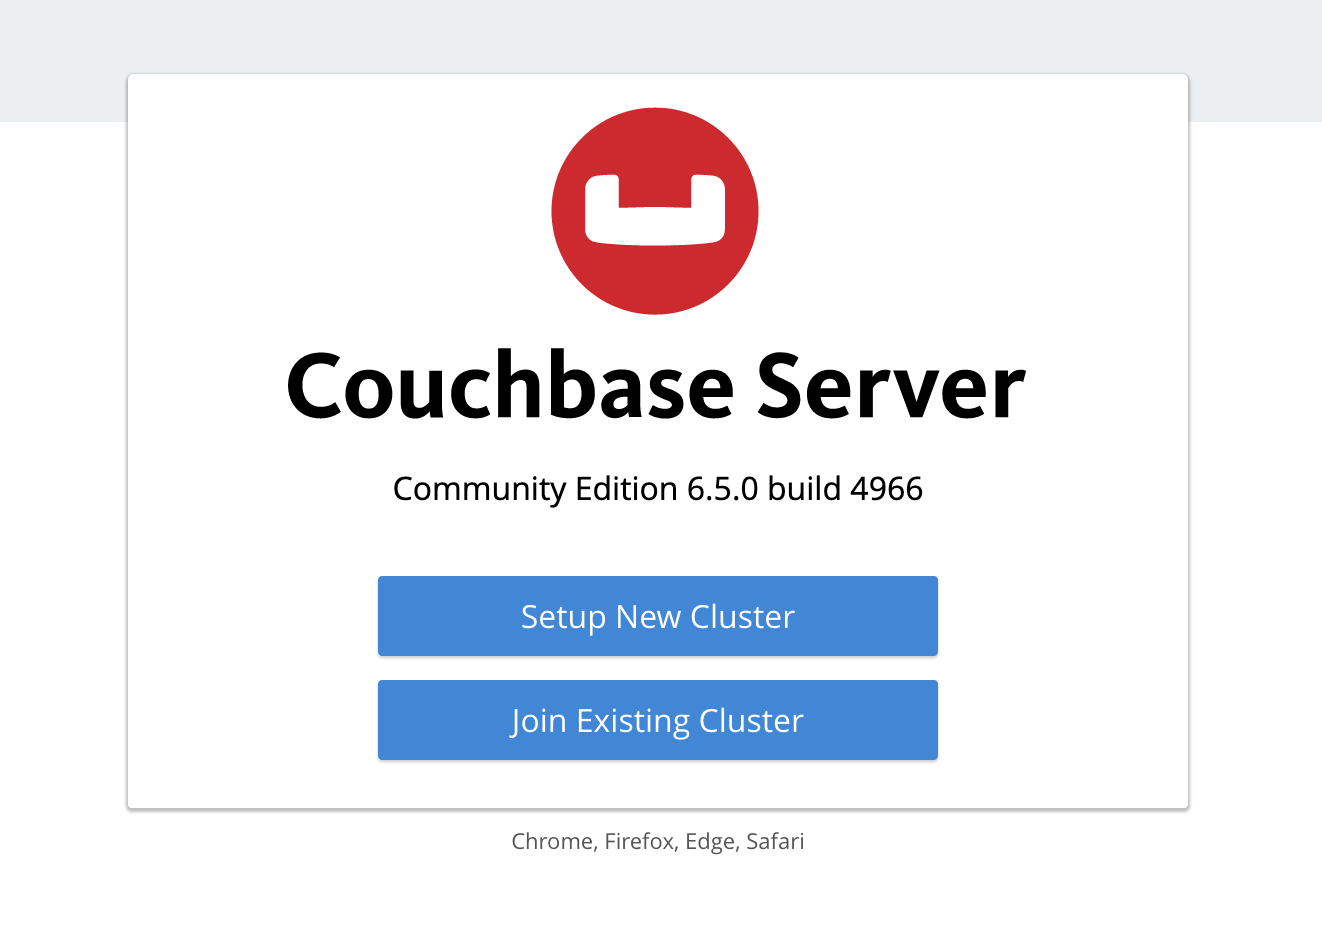 Couchbase Server
Community Edition 6.5.0 build 4966
Setup New Cluster
Join Existing Cluster
Chrome, Firefox, Edge, Safari